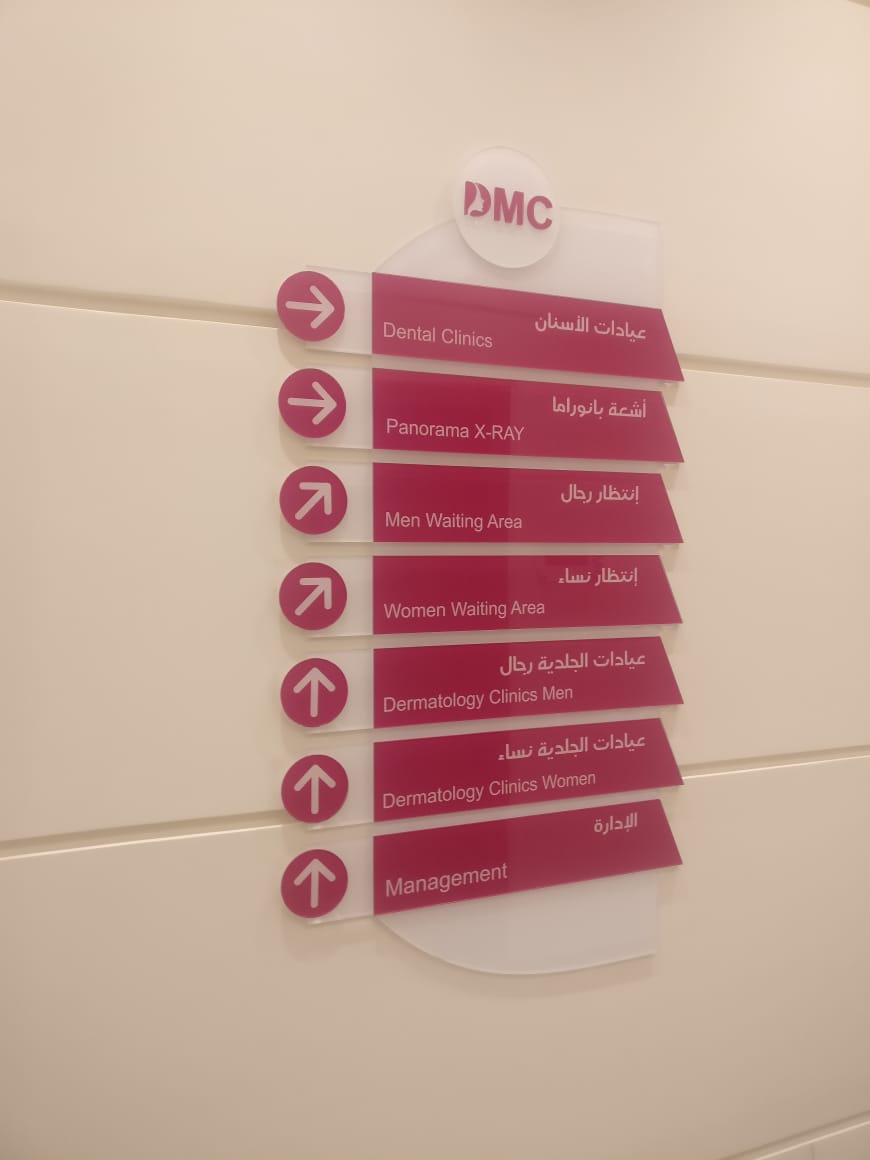 DMC
عيادات الأسنان
Dental Clinics
أشعة بانوراما
Panorama X-RAY
إنتظار رجال
Men Waiting Area
إنتظار نساء
Women Waiting Area
عيادات الجلدية رجال
Dermatology Clinics Men
عيادات الجلدية نساء
Dermatology Clinics Women
الإدارة
Management